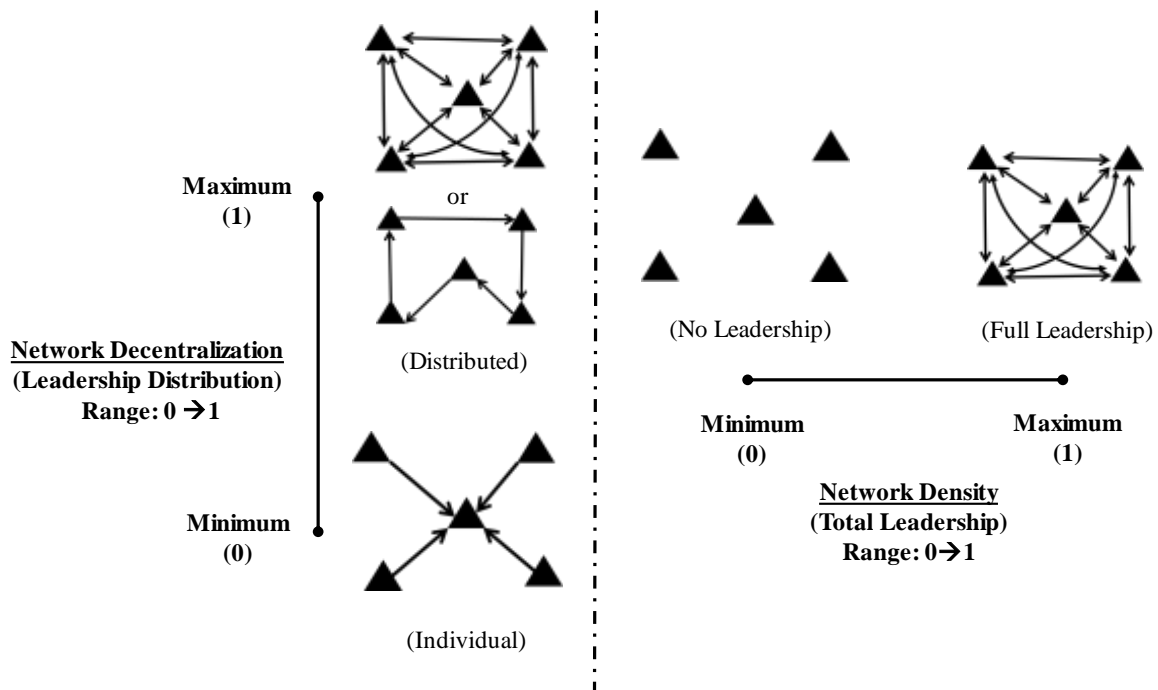 Maximum
(1)
or
(Distributed)
Network Decentralization
(Leadership Distribution)
Range: 0 → 1
Minimum
(0)
(Individual)
(No Leadership)
(Full Leadership)
Minimum
(0)
Maximum
(1)
Network Density
(Total Leadership)
Range: 0→1